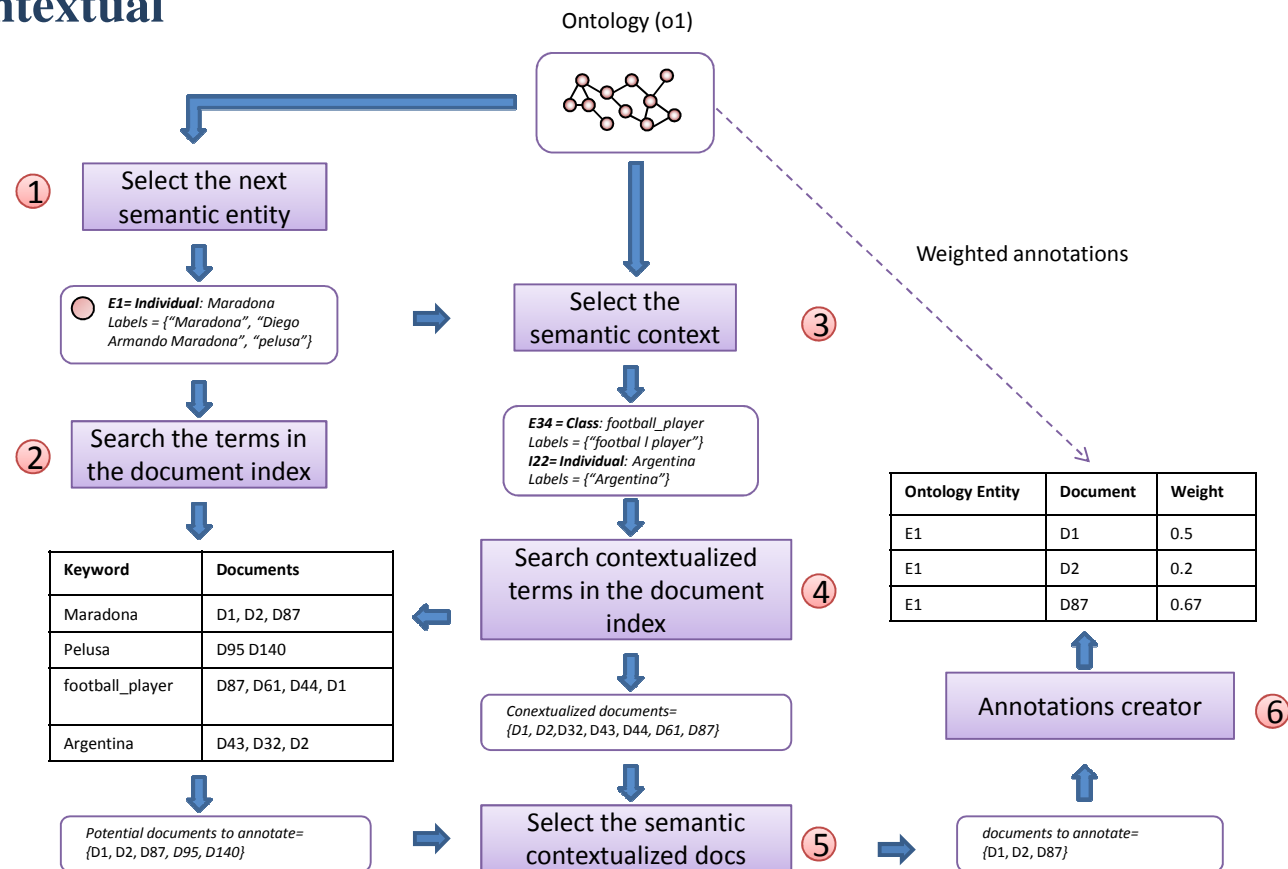 ntextual
Ontology (o1)
1
Select the next
semantic entity
Weighted annotations
E1= Individual: Maradona
Labels = {“Maradona”, “Diego
Armando Maradona”, “pelusa”}
Select the
semantic context
3
2
Search the terms in
the document index
E34 = Class: football_player
Labels = {“footbal l player”}
I22= Individual: Argentina
Labels = {“Argentina”}
Ontology Entity Document Weight
E1 D1 0.5
E1 D2 0.2
E1 D87 0.67
Keyword Documents
Maradona D1, D2, D87
Pelusa D95 D140
football_player D87, D61, D44, D1
Argentina D43, D32, D2
Search contextualized
terms in the document
index
4
Conextualized documents=
{D1, D2,D32, D43, D44, D61, D87}
Annotations creator
6
Potential documents to annotate=
{D1, D2, D87, D95, D140}
Select the semantic
contextualized docs
5
documents to annotate=
{D1, D2, D87}